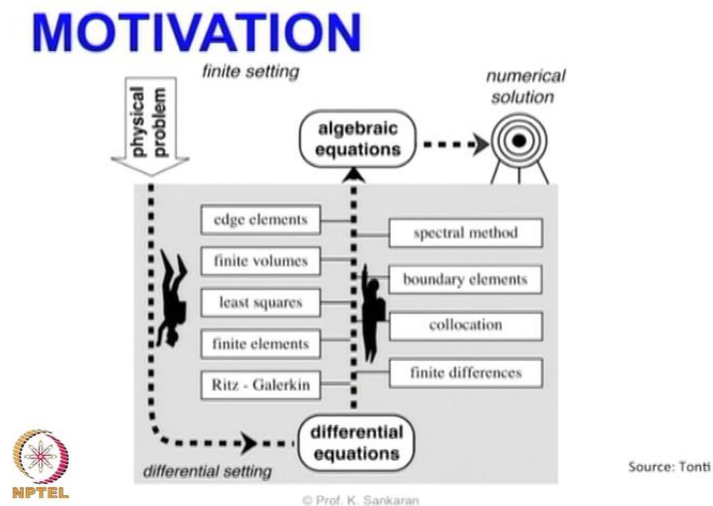 MOTIVATION
finite setting
physical
problem
numerical
solution
algebraic
equations
edge elements
finite volumes
least squares
finite elements
Ritz - Galerkin
spectral method
boundary elements
collocation
finite differences
differential
equations
differential setting
NPTEL
Source: Tonti
© Prof. K. Sankaran